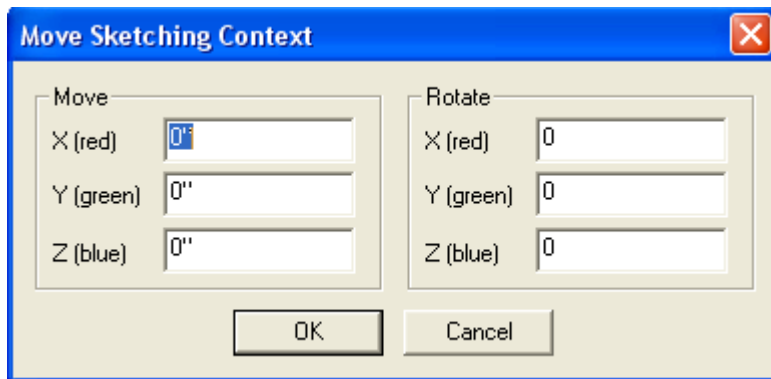 Move Sketching Context
Move
X (red) 0"
Y (green) 0"
Z (blue) 0"
Rotate
X (red) 0
Y (green) 0
Z (blue) 0
OK Cancel